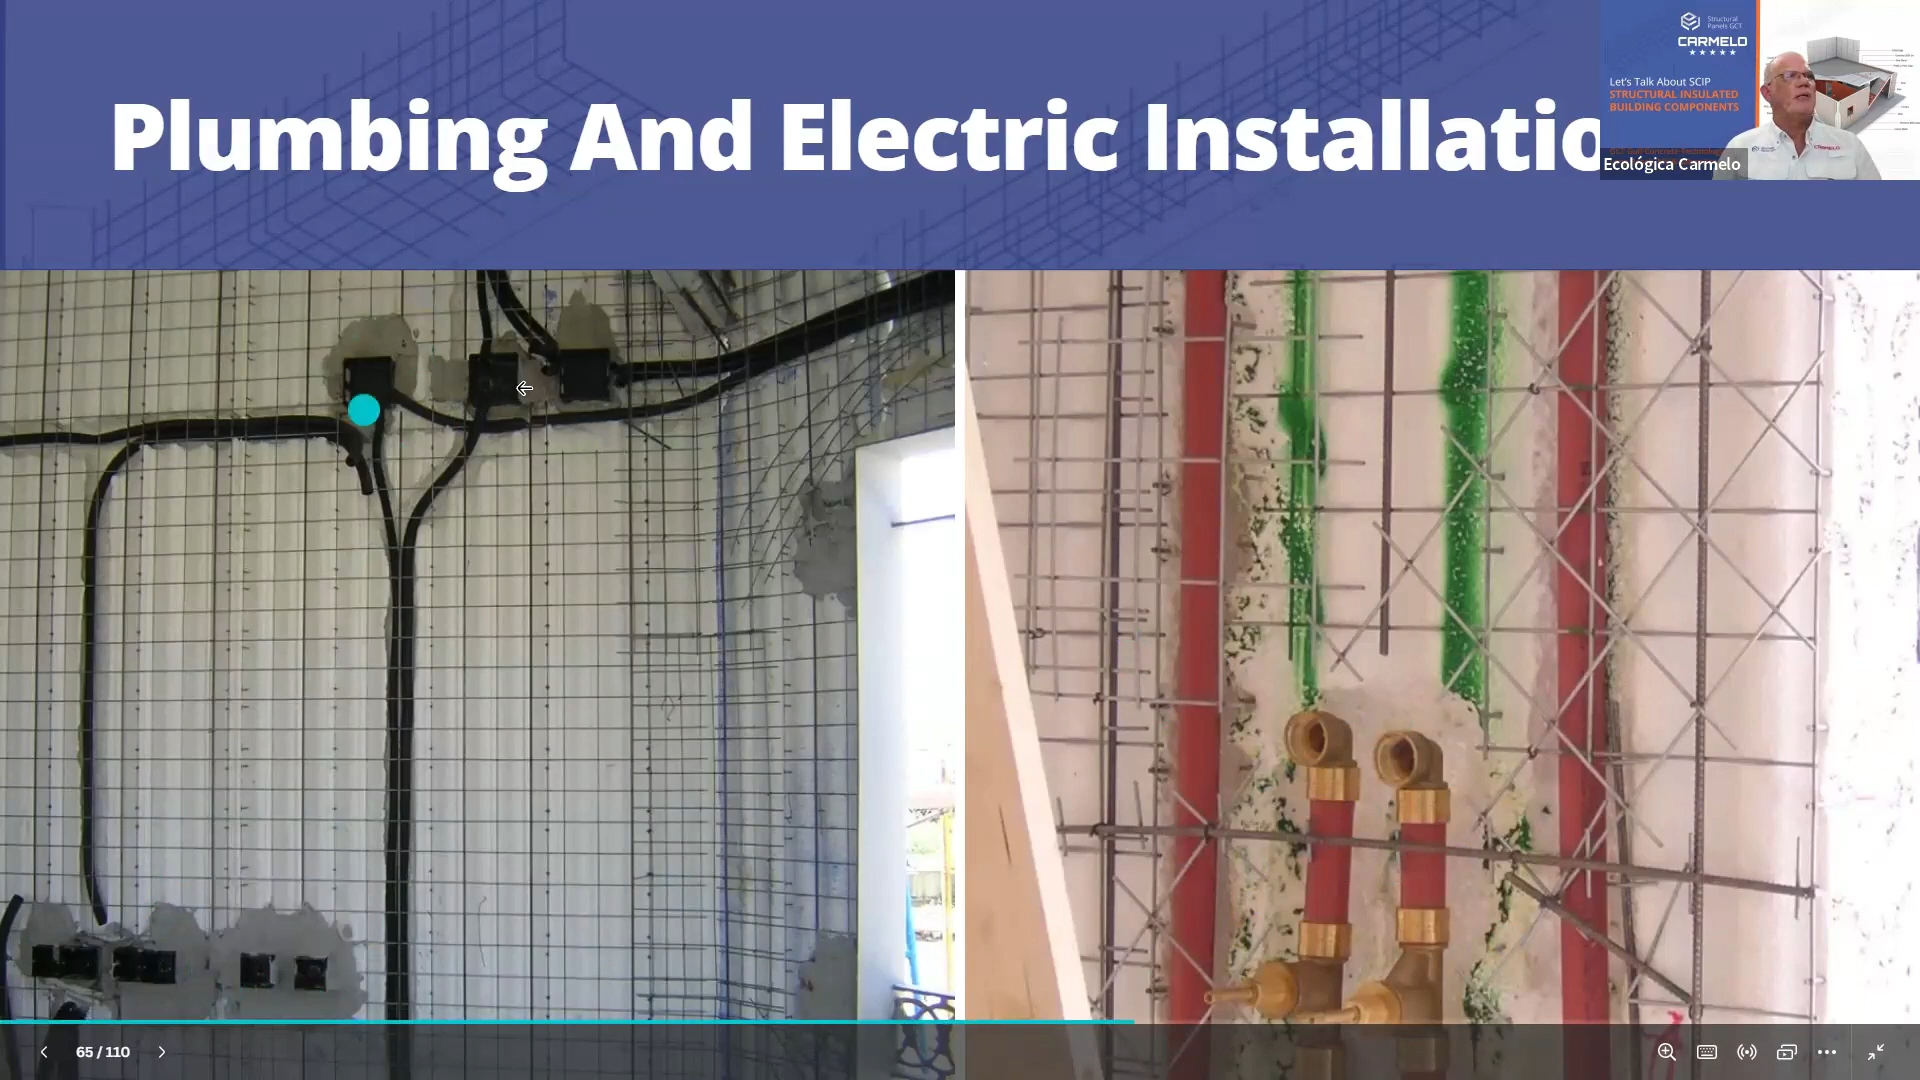 Plumbing And Electric Installatio
Structural
Panels GCT
CARMELO
Let's Talk About SCIP
STRUCTURAL INSULATED
BUILDING COMPONENTS
Ecológica Carmelo
65 / 110